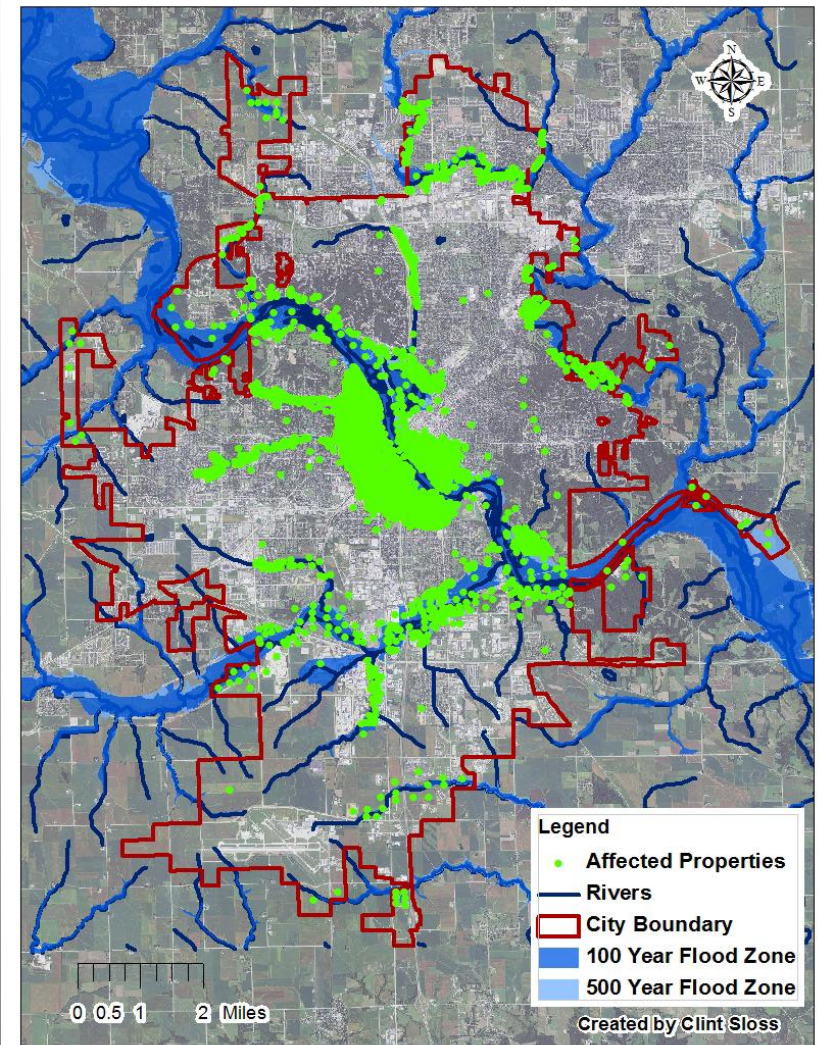 N
W E
S
Legend
Affected Properties
Rivers
City Boundary
100 Year Flood Zone
500 Year Flood Zone
0 0.5 1 2 Miles
Created by Clint Sloss